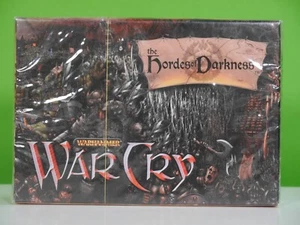 the
Hordes of Darkness
WARHAMMER
WARCRY